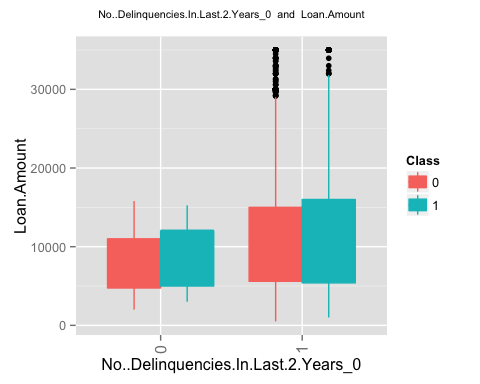 No..Delinquencies.In.Last.2.Years_0 and Loan.Amount
Loan.Amount
30000
20000
10000
0
0
1
No..Delinquencies.In.Last.2.Years_0
Class
0
1